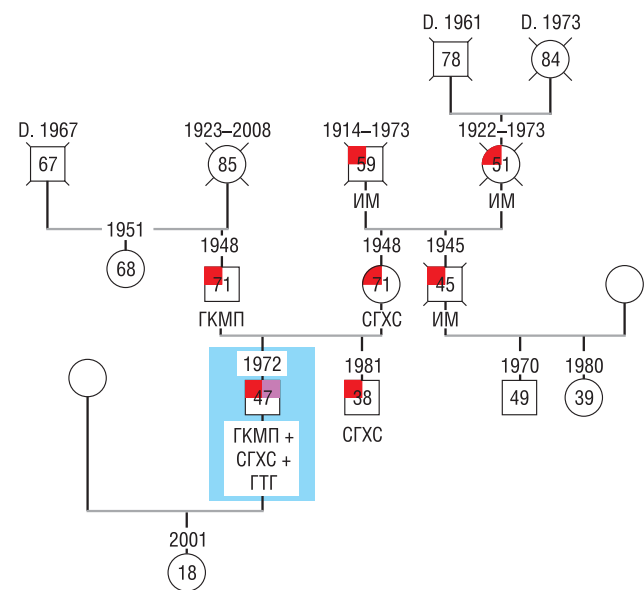 D. 1961 D. 1973
78 84
D. 1967 1923–2008 1914–1973 1922–1973
67 85 59 51
ИМ ИМ
1951 1948 1948 1945
68 71 71 45
ГКМП СГХС ИМ
1972 1981 1970 1980
47 38 49 39
ГКМП + СГХС
СГХС +
ГТГ
2001
18